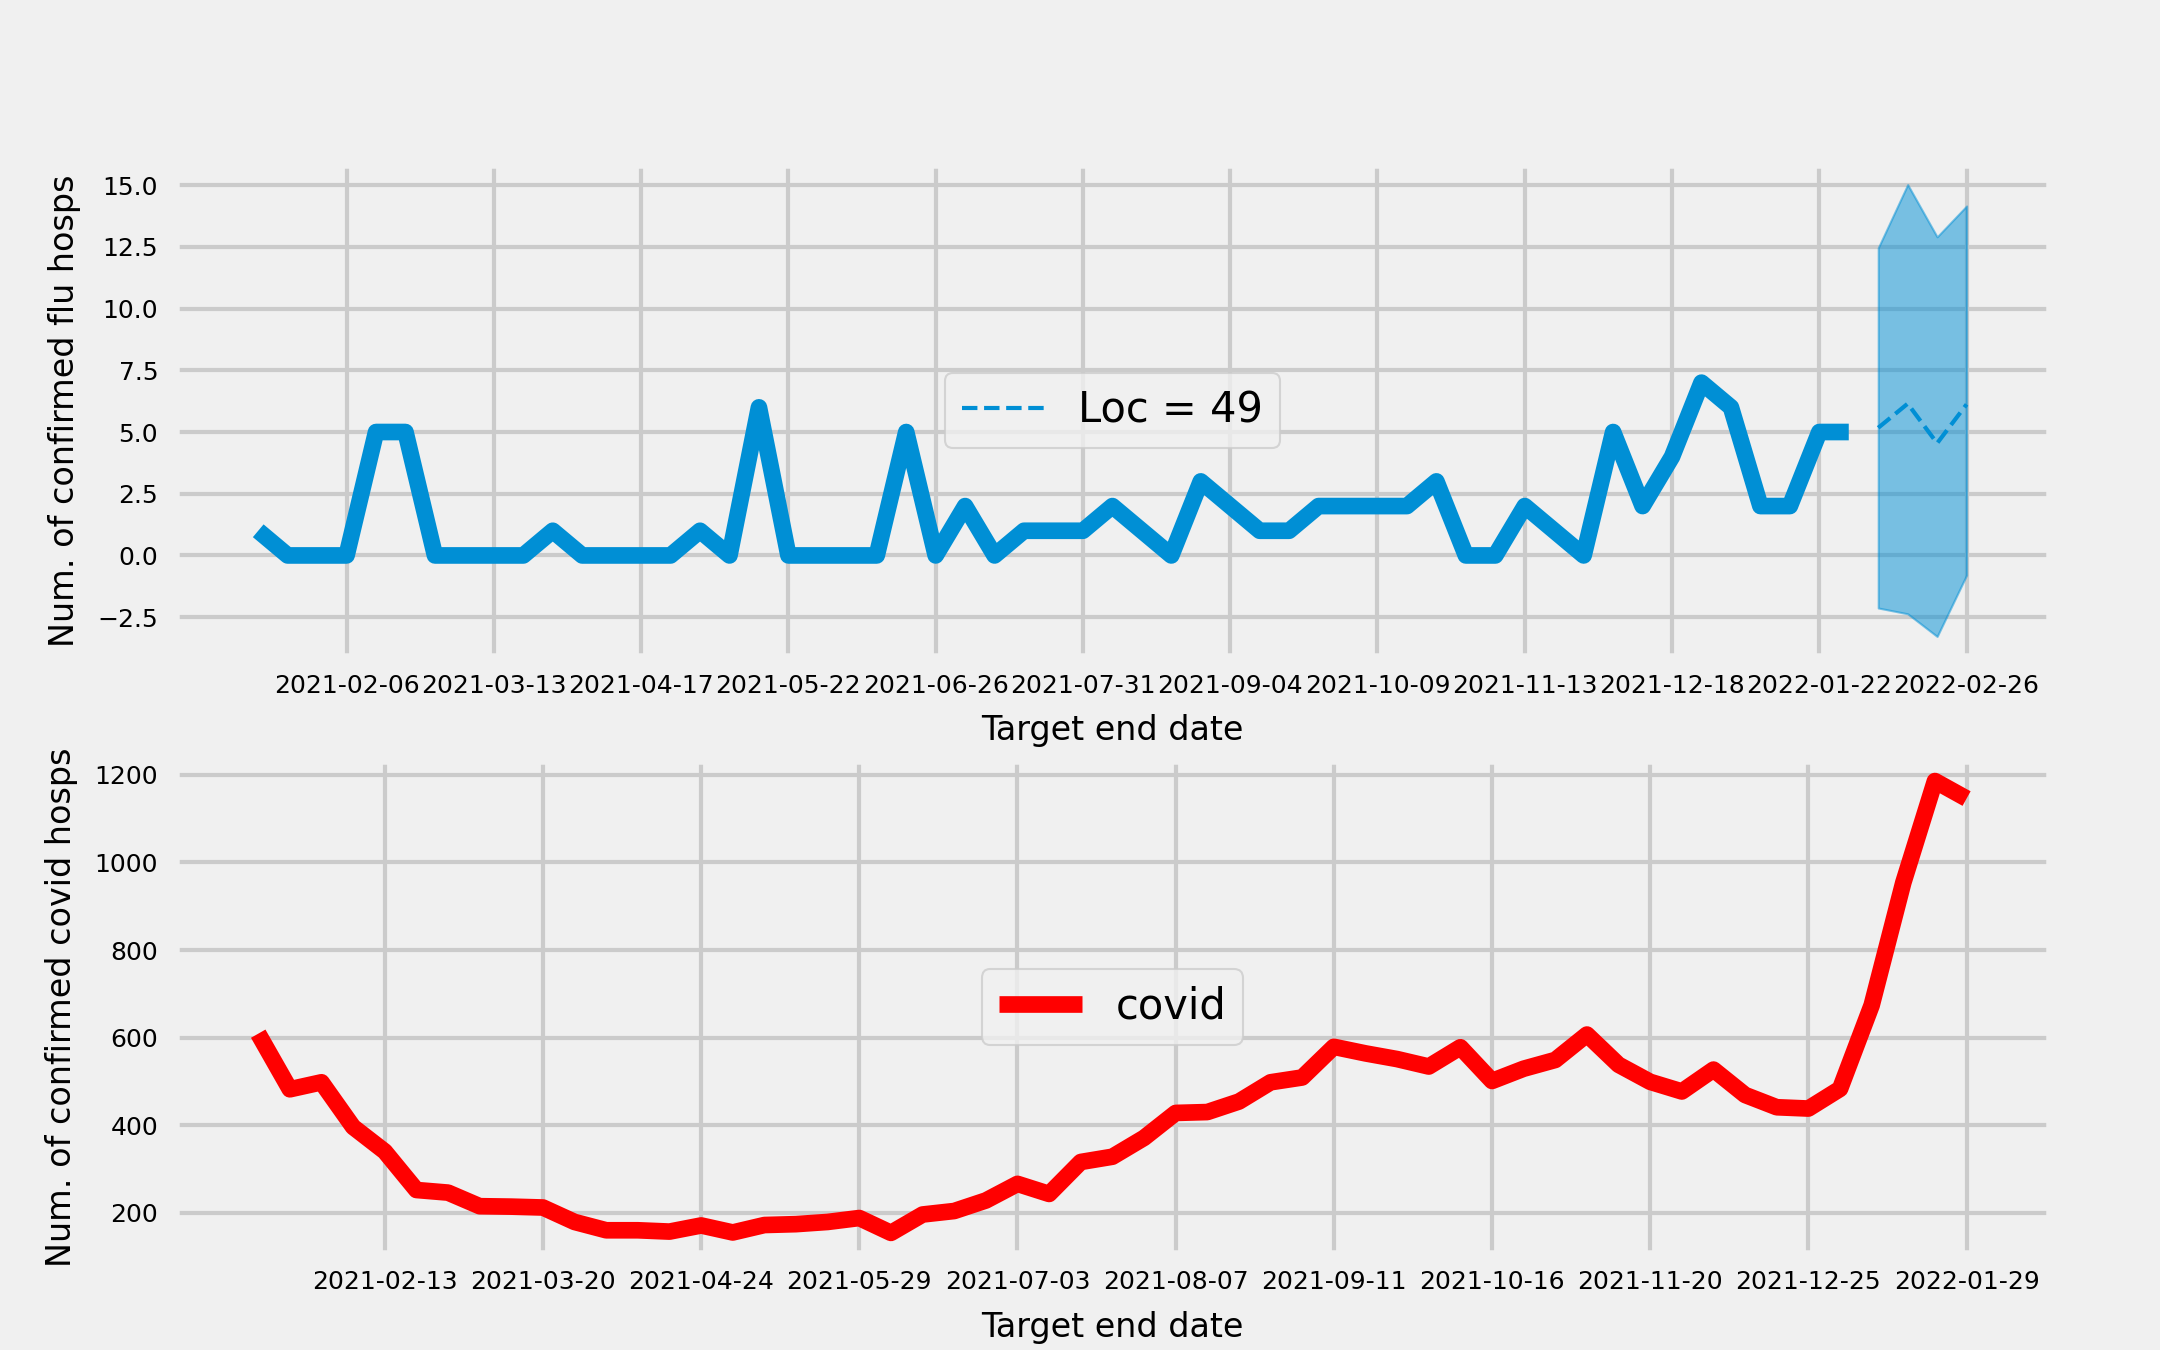 Num. of confirmed flu hosps
15.0
12.5
10.0
7.5
5.0
2.5
0.0
−2.5
Loc = 49
2021-02-06 2021-03-13 2021-04-17 2021-05-22 2021-06-26 2021-07-31 2021-09-04 2021-10-09 2021-11-13 2021-12-18 2022-01-22 2022-02-26
Target end date
Num. of confirmed covid hosps
1200
1000
800
600
400
200
covid
2021-02-13 2021-03-20 2021-04-24 2021-05-29 2021-07-03 2021-08-07 2021-09-11 2021-10-16 2021-11-20 2021-12-25 2022-01-29
Target end date